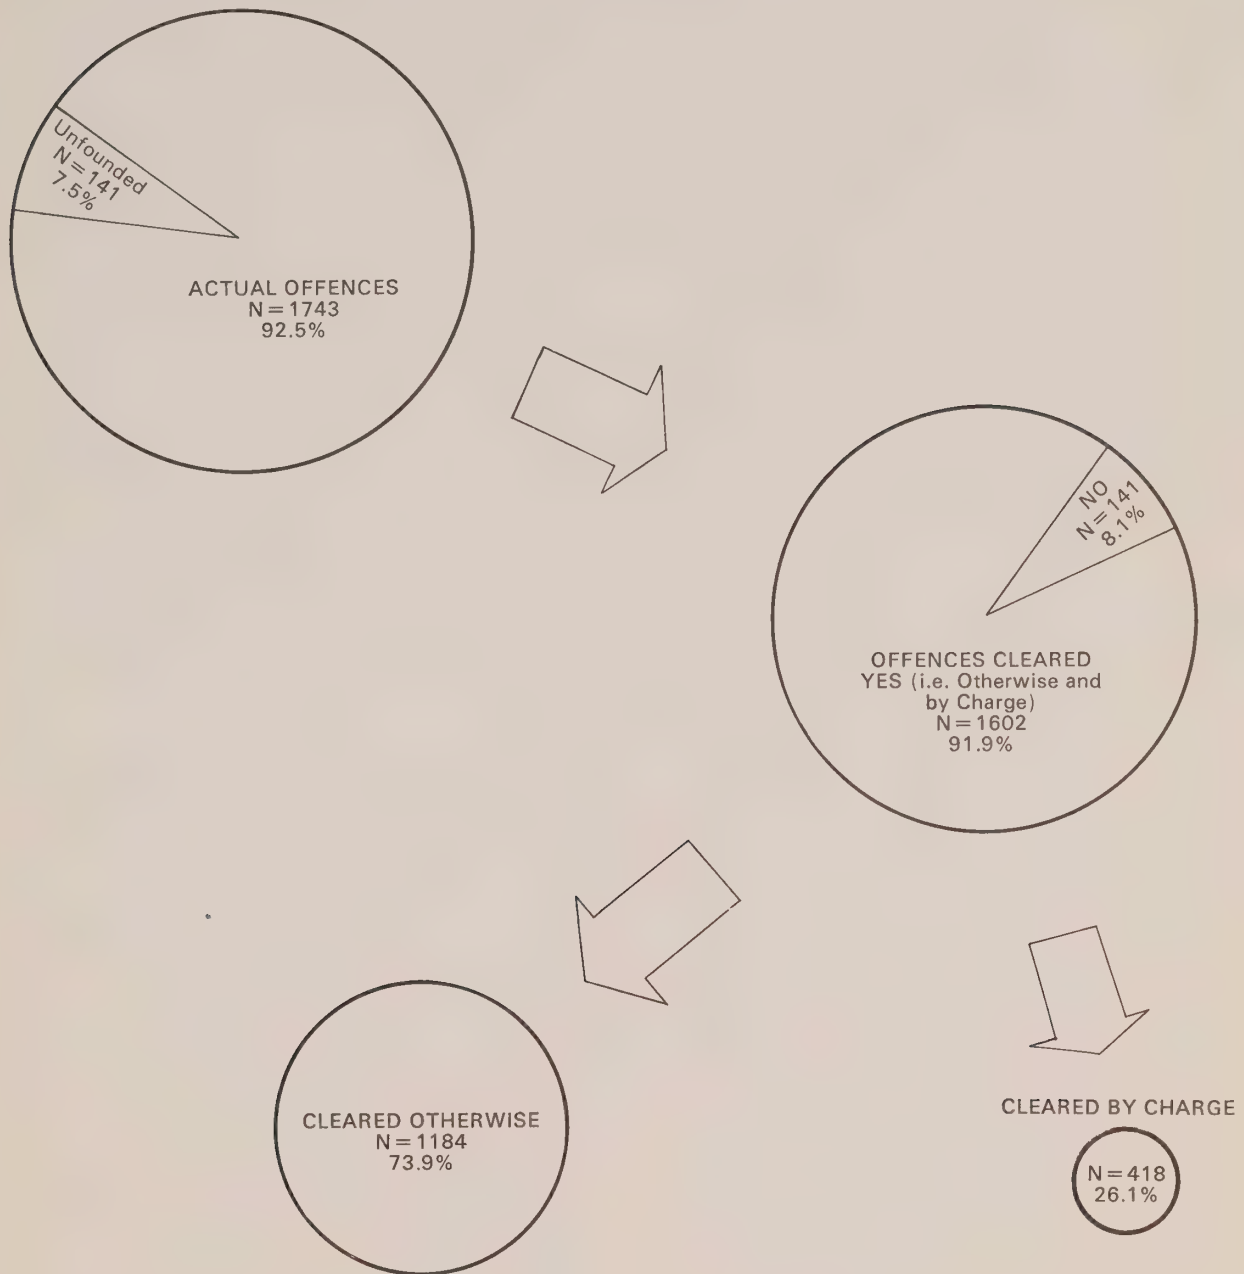 Unfounded
N=141
7.5%
ACTUAL OFFENCES
N=1743
92.5%
NO
N=141
8.1%
OFFENCES CLEARED
YES (i.e. Otherwise and
by Charge)
N=1602
91.9%
CLEARED OTHERWISE
N=1184
73.9%
CLEARED BY CHARGE
N=418
26.1%